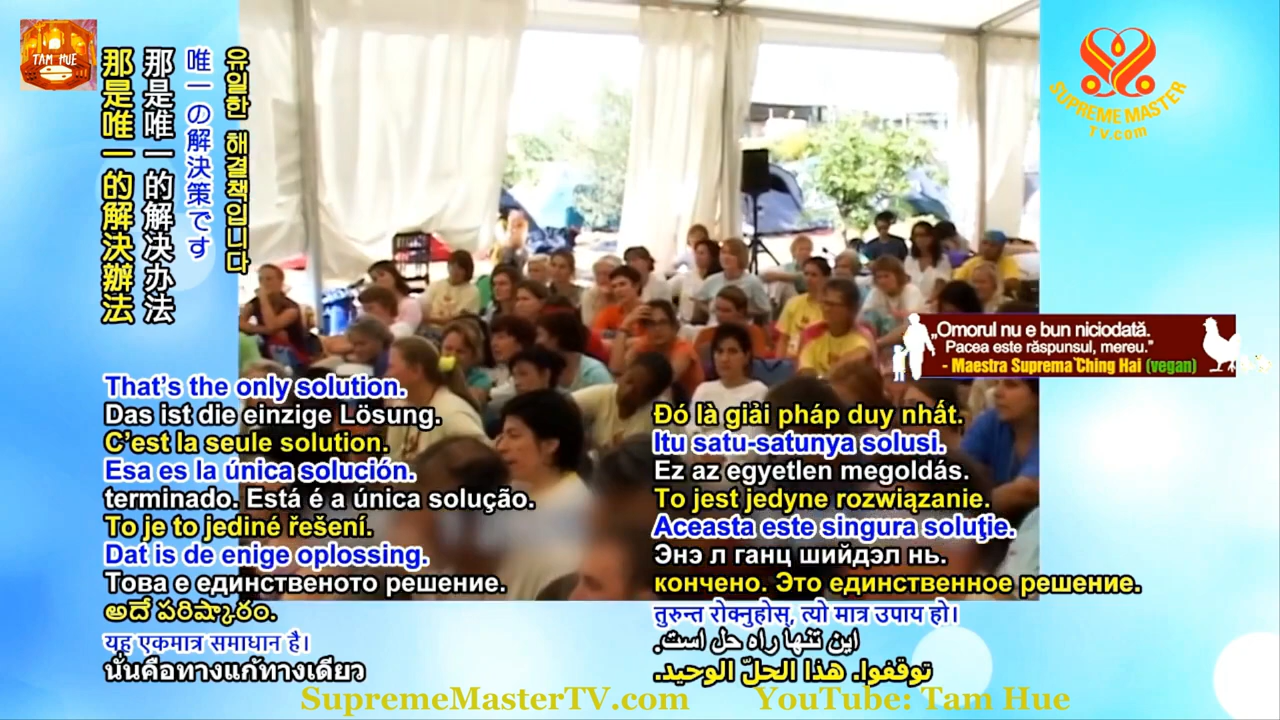 TAM HUE
那是唯一的解決辦法
那是唯一的解决办法
唯一の解決策です
유일한 해결책입니다
SUPREME MASTER
TV.com
„Omorul nu e bun niciodată.
Pacea este răspunsul, mereu.”
- Maestra Suprema Ching Hai (vegan)
That's the only solution.
Das ist die einzige Lösung.
C'est la seule solution.
Esa es la única solución.
terminado. Está é a única solução.
To je to jediné řešení.
Dat is de enige oplossing.
Това е единственото решение.
అదే పరిష్కారం.
यह एकमात्र समाधान है।
นั่นคือทางแก้ทางเดียว
Đó là giải pháp duy nhất.
Itu satu-satunya solusi.
Ez az egyetlen megoldás.
To jest jedyne rozwiązanie.
Aceasta este singura soluţie.
Энэ л ганц шийдэл нь.
кончено. Это единственное решение.
तुरुन्त रोक्नुहोस्, त्यो मात्र उपाय हो।
این تنها راه حل است.
توقفوا. هذا الحلّ الوحيد.
SupremeMasterTV.com YouTube: Tam Hue